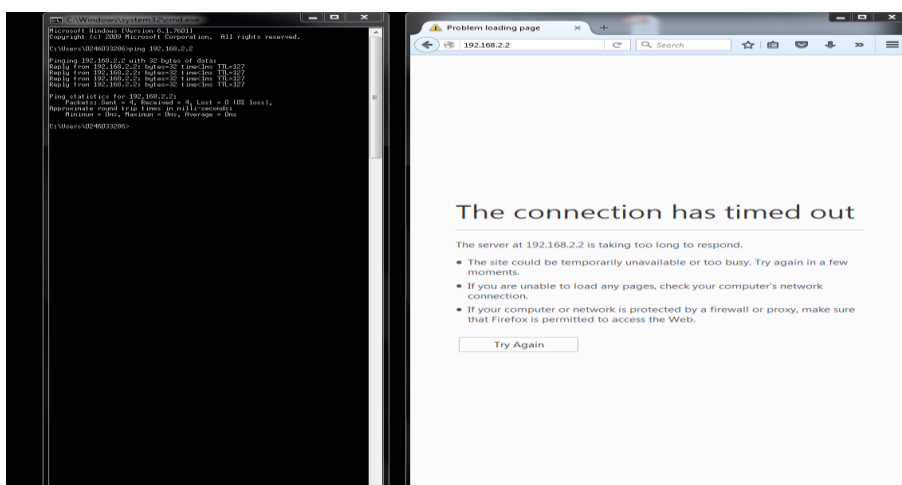 C:\Windows\system32\cmd.exe
Microsoft Windows [Version 6.1.7601]
Copyright (c) 2009 Microsoft Corporation. All rights reserved.
C:\Users\0246033206>ping 192.168.2.2
Pinging 192.168.2.2 with 32 bytes of data:
Reply from 192.168.2.2: bytes=32 time<1ms TTL=127
Reply from 192.168.2.2: bytes=32 time<1ms TTL=127
Reply from 192.168.2.2: bytes=32 time<1ms TTL=127
Reply from 192.168.2.2: bytes=32 time<1ms TTL=127
Ping statistics for 192.168.2.2:
Packets: Sent = 4, Received = 4, Lost = 0 (0% loss),
Approximate round trip times in milli-seconds:
Minimum = 0ms, Maximum = 0ms, Average = 0ms
C:\Users\0246033206>
Problem loading page
192.168.2.2
Search
The connection has timed out
The server at 192.168.2.2 is taking too long to respond.
The site could be temporarily unavailable or too busy. Try again in a few
moments.
If you are unable to load any pages, check your computer's network
connection.
If your computer or network is protected by a firewall or proxy, make sure
that Firefox is permitted to access the Web.
Try Again